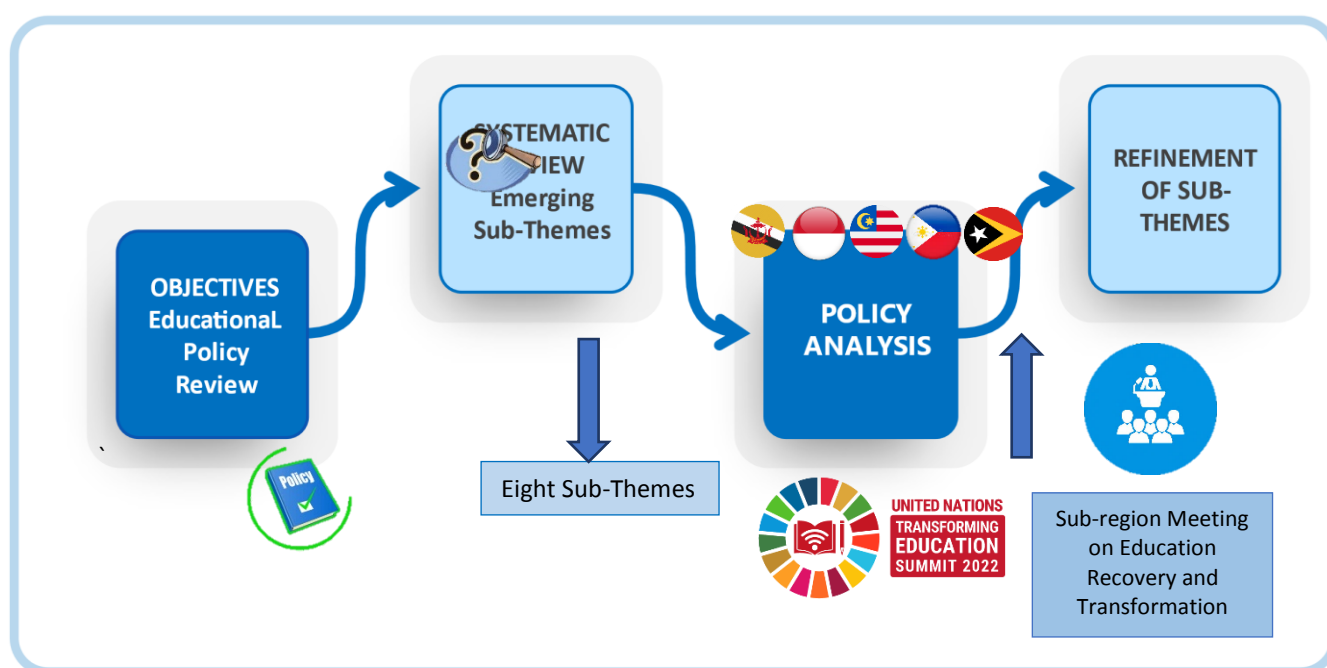 OBJECTIVES
EducationaL
Policy
Review
Policy
SYSTEMATIC
Emerging
Sub-Themes
Eight Sub-Themes
POLICY
ANALYSIS
UNITED NATIONS
TRANSFORMING
EDUCATION
SUMMIT 2022
REFINEMENT
OF SUB-
THEMES
Sub-region Meeting
on Education
Recovery and
Transformation